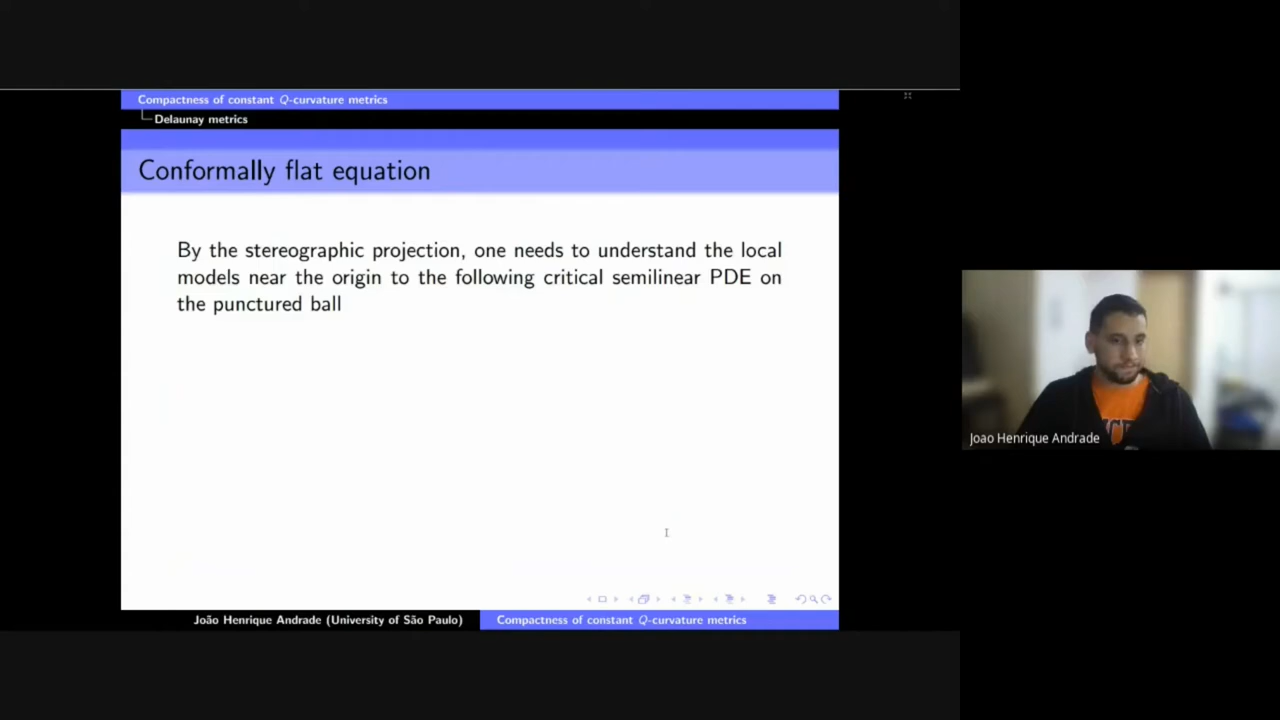 Compactness of constant Q-curvature metrics
Delaunay metrics
Conformally flat equation
By the stereographic projection, one needs to understand the local
models near the origin to the following critical semilinear PDE on
the punctured ball
Joao Henrique Andrade
João Henrique Andrade (University of São Paulo)
Compactness of constant Q-curvature metrics